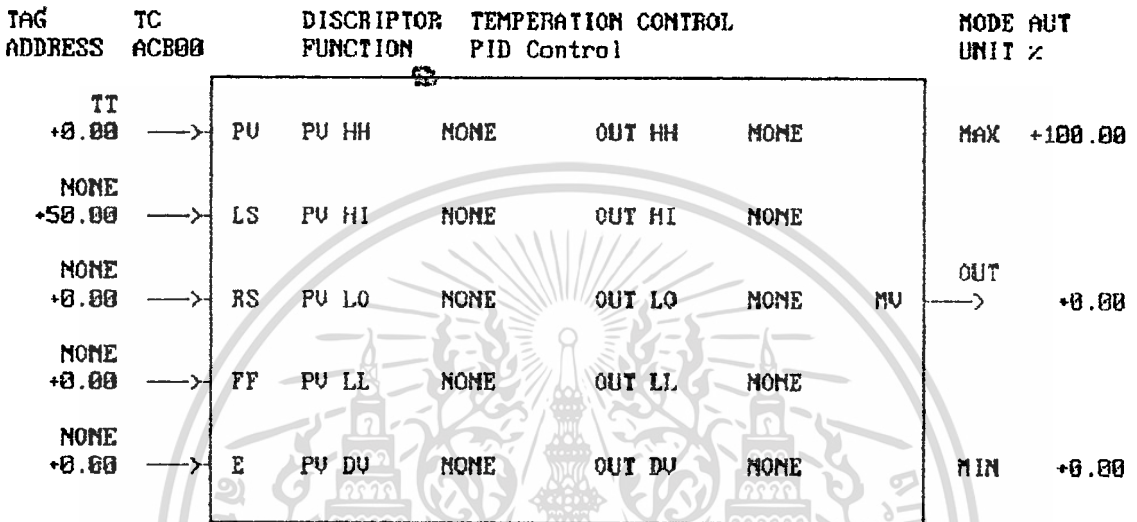 TAG TC DISCRIPTOR TEMPERATION CONTROL MODE AUT
ADDRESS ACB00 FUNCTION PID Control UNIT %
TT
+0.00 → PV PV HH NONE OUT HH NONE MAX +100.00
NONE
+50.00 → LS PV HI NONE OUT HI NONE
NONE OUT
+0.00 → RS PV LO NONE OUT LO NONE MV → +0.00
NONE
+0.00 → FF PV LL NONE OUT LL NONE
NONE
+0.00 → E PV DV NONE OUT DV NONE MIN +0.00